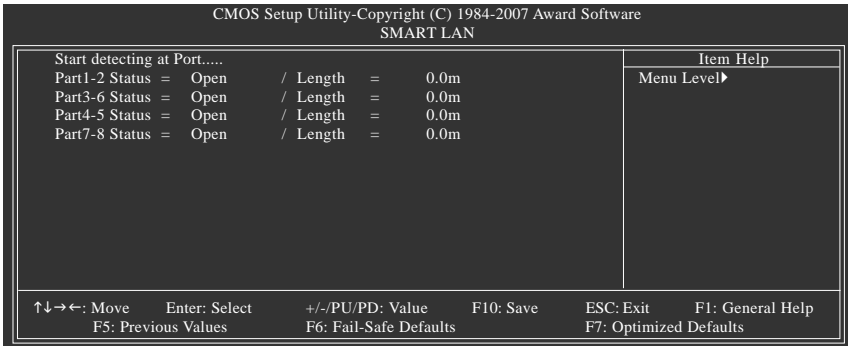 CMOS Setup Utility-Copyright (C) 1984-2007 Award Software
SMART LAN
Start detecting at Port.....
Part1-2 Status = Open / Length = 0.0m
Part3-6 Status = Open / Length = 0.0m
Part4-5 Status = Open / Length = 0.0m
Part7-8 Status = Open / Length = 0.0m
Item Help
Menu Level▶
↑↓→←: Move Enter: Select +/-/PU/PD: Value F10: Save ESC: Exit F1: General Help
F5: Previous Values F6: Fail-Safe Defaults F7: Optimized Defaults